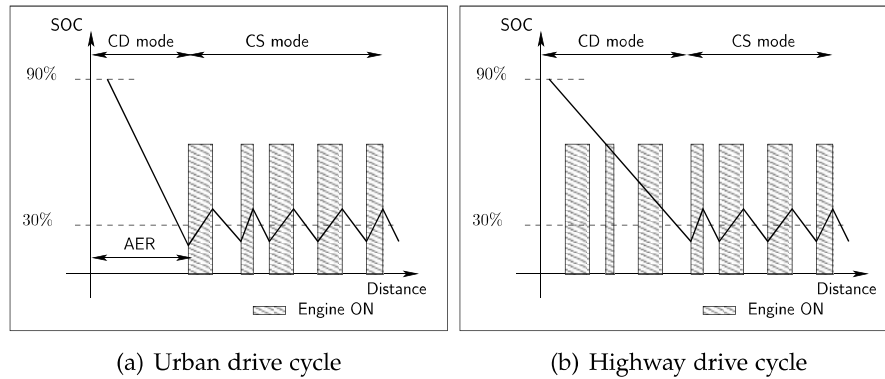 SOC
CD mode
CS mode
90%
30%
AER
Distance
Engine ON
(a) Urban drive cycle
SOC
CD mode
CS mode
90%
30%
Distance
Engine ON
(b) Highway drive cycle